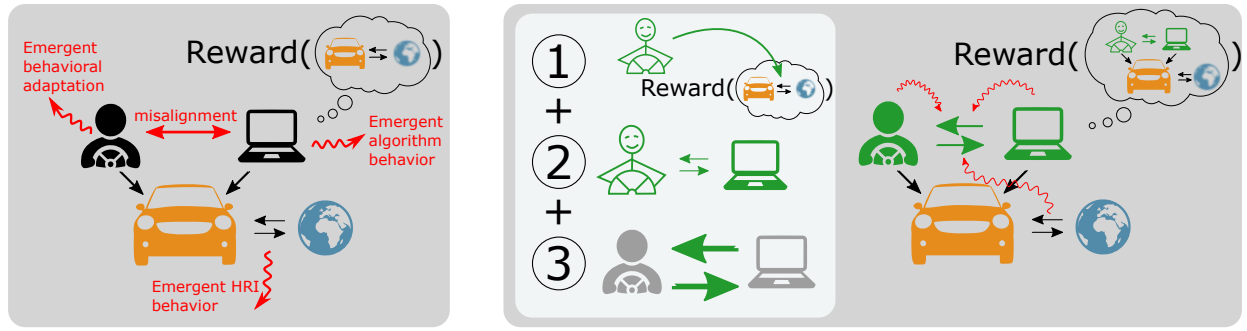 Emergent
behavioral
adaptation
misalignment
Reward( )
Emergent
algorithm
behavior
Emergent HRI
behavior
1
+
2
+
3
Reward( )
Reward( )